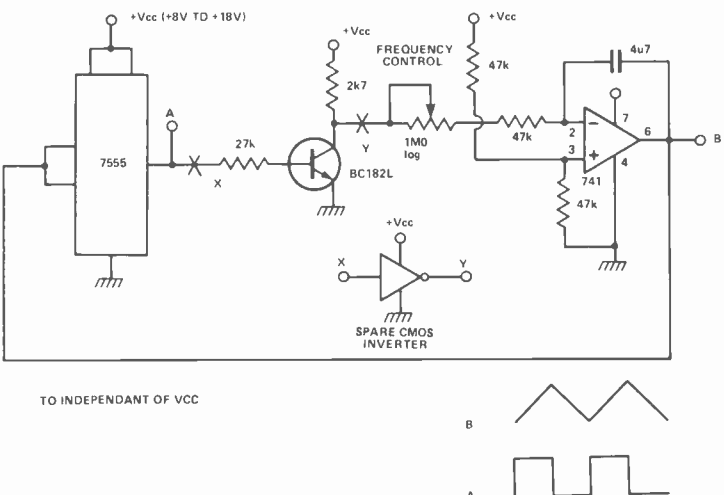 +Vcc (+8V TD +18V)
+Vcc
+Vcc
4u7
FREQUENCY
CONTROL
2k7
47k
A
7
27k
47k
2
6
B
7555
Y
1M0
log
3
X
BC182L
741
4
47k
+Vcc
X
Y
SPARE CMOS
INVERTER
TO INDEPENDANT OF VCC
B
A